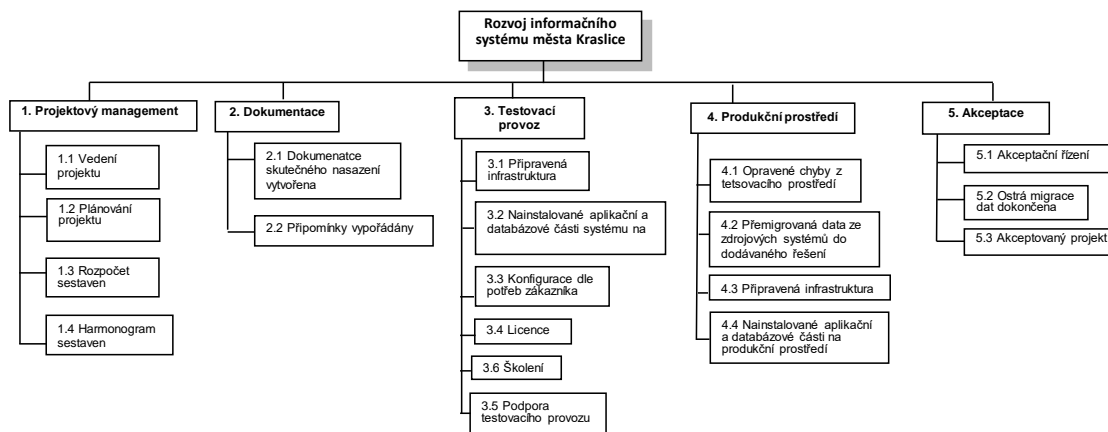 Rozvoj informačního
systému města Kraslice
1. Projektový management
1.1 Vedení
projektu
1.2 Plánování
projektu
1.3 Rozpočet
sestaven
1.4 Harmonogram
sestaven
2. Dokumentace
2.1 Dokumenatce
skutečného nasazení
vytvořena
2.2 Připomínky vypořádány
3. Testovací
provoz
3.1 Připravená
infrastruktura
3.2 Nainstalované aplikační a
databázové části systému na
3.3 Konfigurace dle
potřeb zákazníka
3.4 Licence
3.6 Školení
3.5 Podpora
testovacího provozu
4. Produkční prostředí
4.1 Opravené chyby z
tetsovacího prostředí
4.2 Přemigrovaná data ze
zdrojových systémů do
dodávaného řešení
4.3 Připravená infrastruktura
4.4 Nainstalované aplikační
a databázové části na
produkční prostředí
5. Akceptace
5.1 Akceptační řízení
5.2 Ostrá migrace
dat dokončena
5.3 Akceptovaný projekt